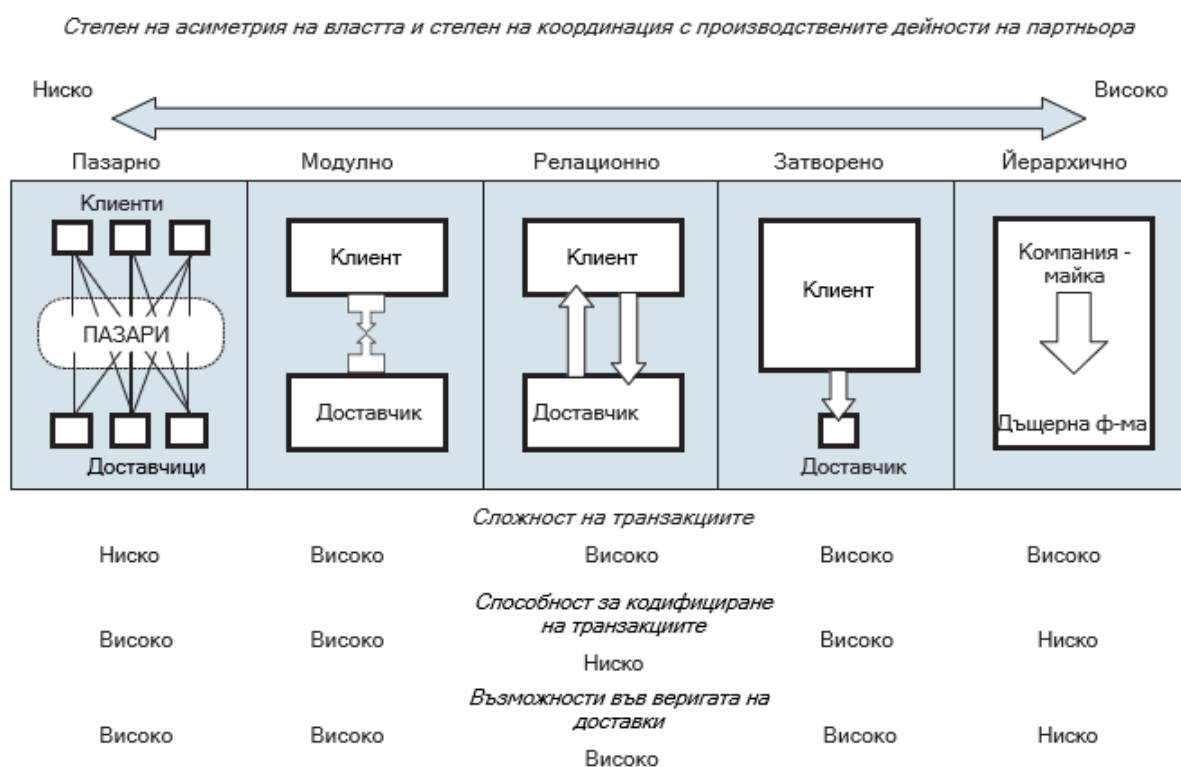 Степен на асиметрия на властта и степен на координация с производствените дейности на партньора
Ниско
Високо
Пазарно
Модулно
Релационно
Затворено
Йерархично
Клиенти
ПАЗАРИ
Доставчици
Клиент
Доставчик
Клиент
Доставчик
Клиент
Доставчик
Компания -
майка
Дъщерна ф-ма
Сложност на транзакциите
Ниско
Високо
Високо
Високо
Високо
Способност за кодифициране
на транзакциите
Високо
Високо
Ниско
Високо
Ниско
Възможности във веригата на
доставки
Високо
Високо
Високо
Високо
Ниско